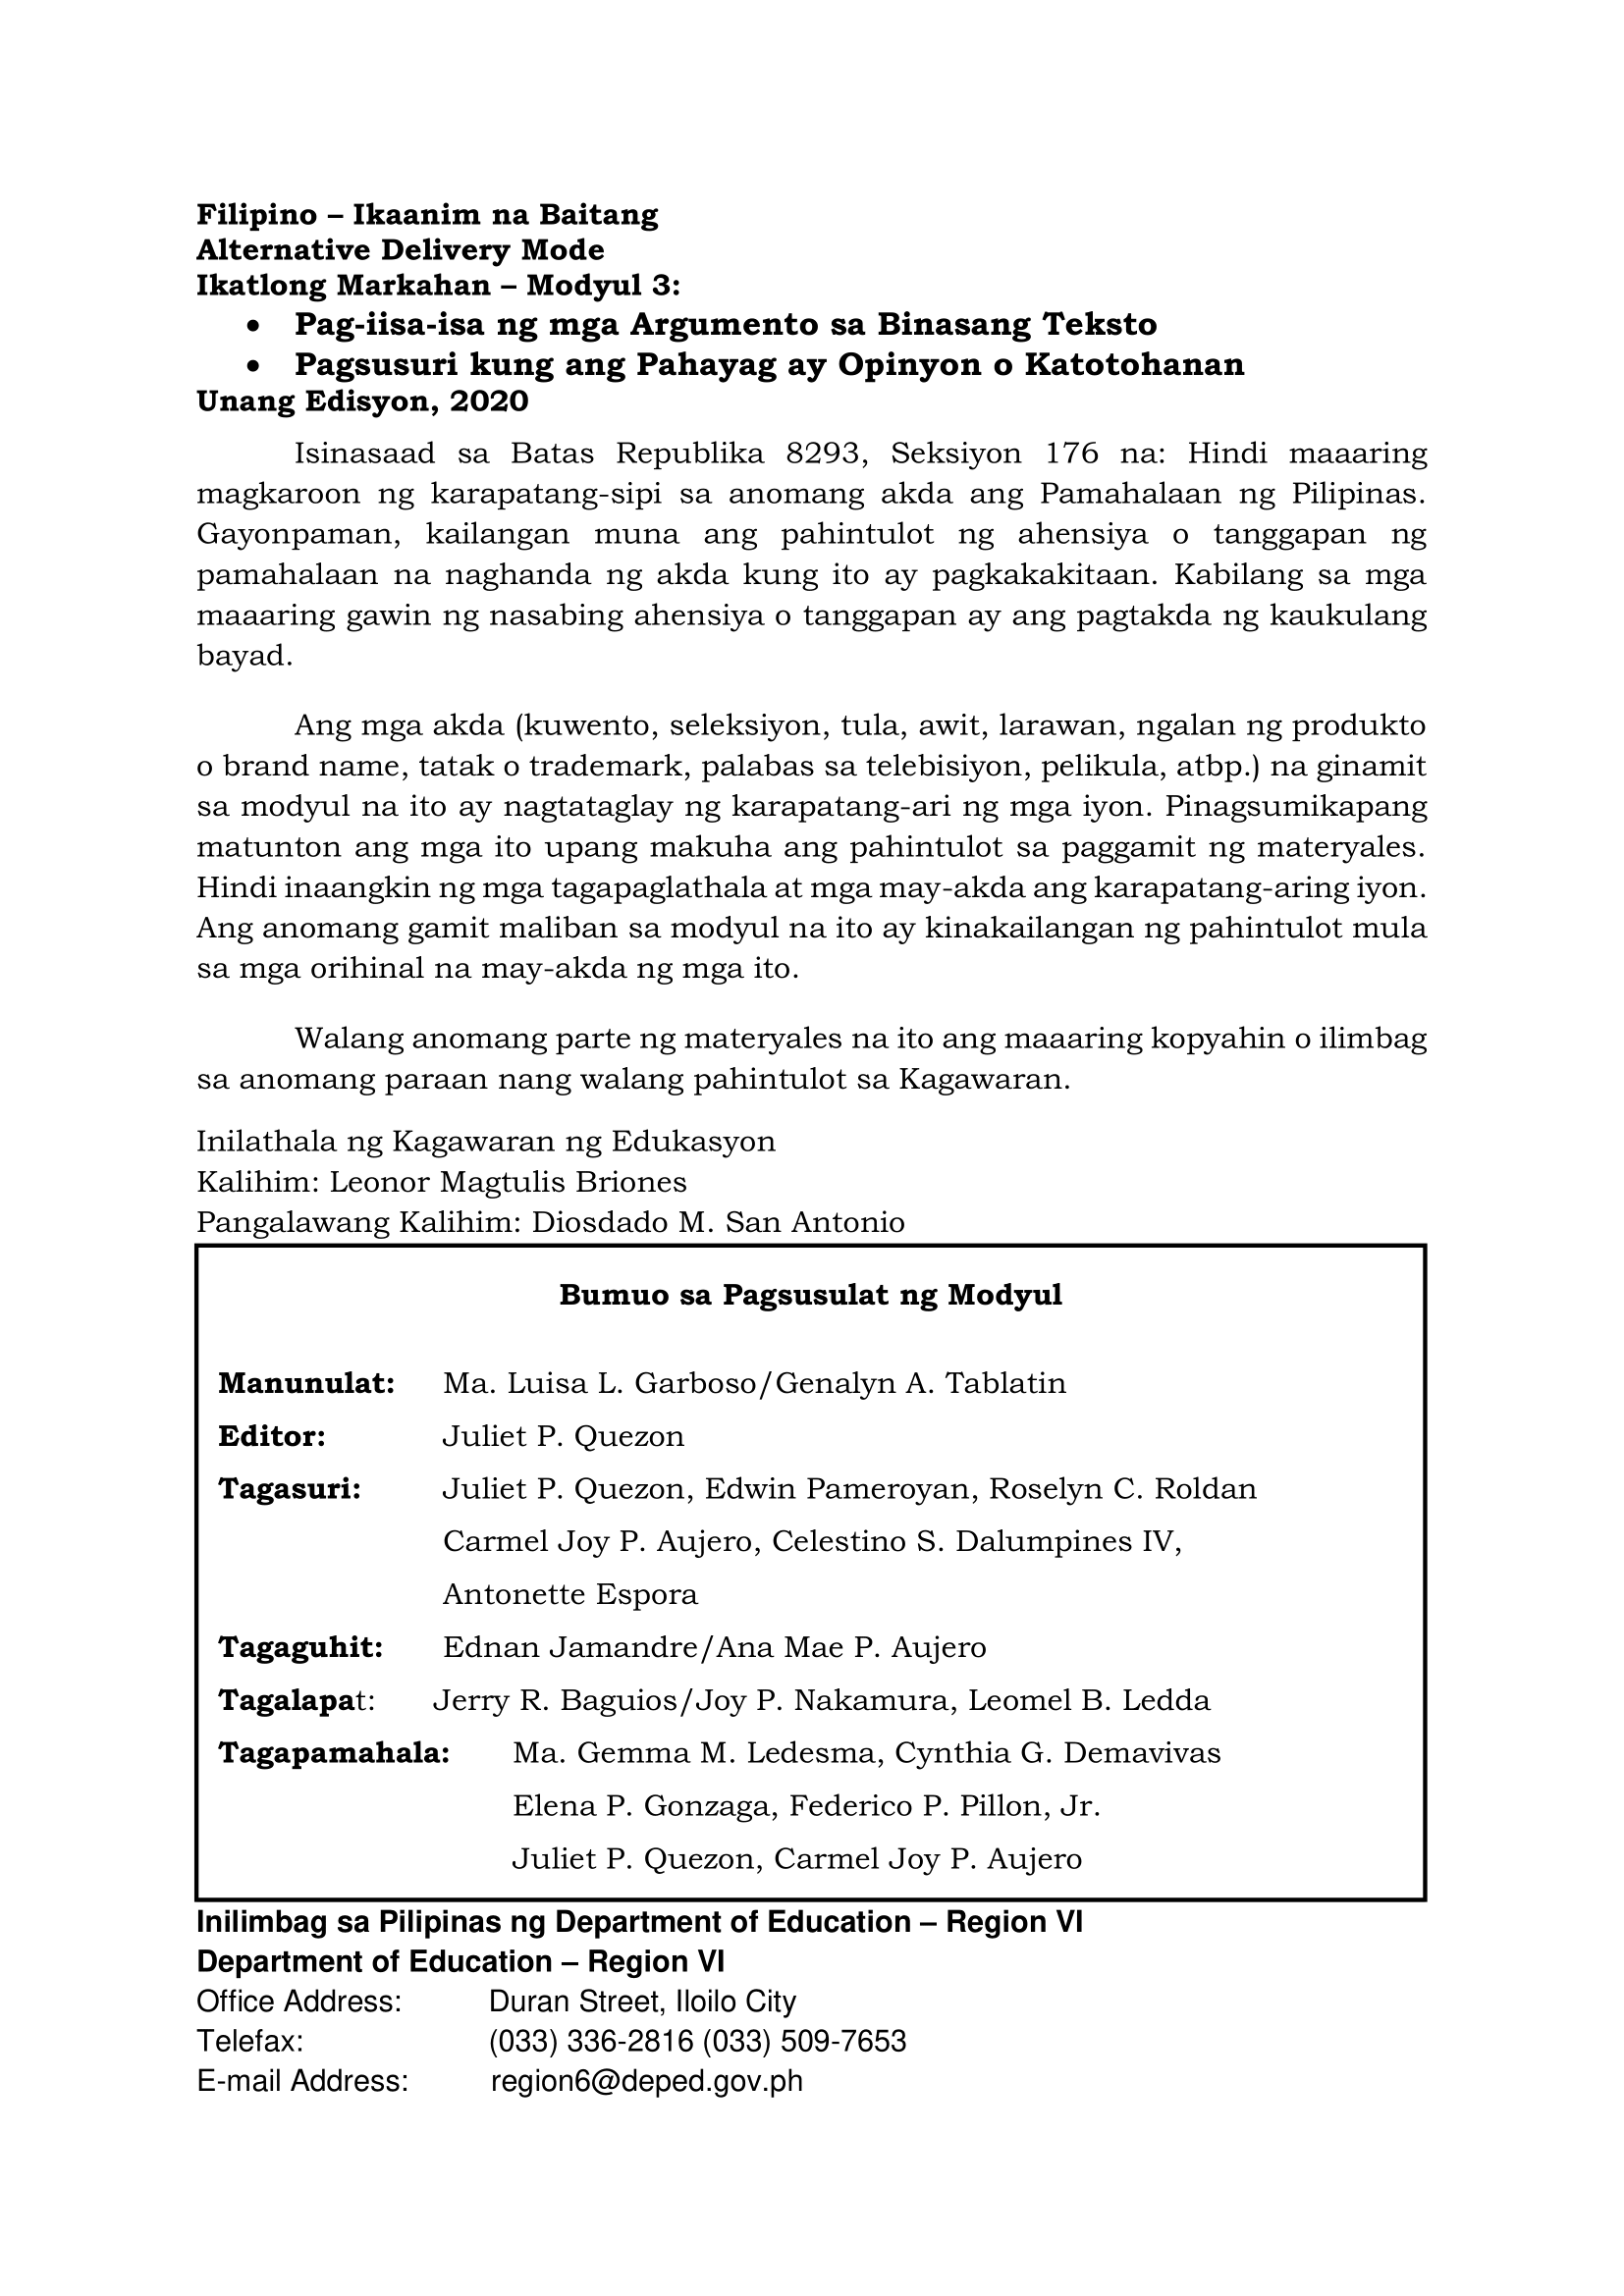 Filipino – Ikaanim na Baitang
Alternative Delivery Mode
Ikatlong Markahan – Modyul 3:
• Pag-iisa-isa ng mga Argumento sa Binasang Teksto
• Pagsusuri kung ang Pahayag ay Opinyon o Katotohanan
Unang Edisyon, 2020
Isinasaad sa Batas Republika 8293, Seksiyon 176 na: Hindi maaaring
magkaroon ng karapatang-sipi sa anomang akda ang Pamahalaan ng Pilipinas.
Gayonpaman, kailangan muna ang pahintulot ng ahensiya o tanggapan ng
pamahalaan na naghanda ng akda kung ito ay pagkakakitaan. Kabilang sa mga
maaaring gawin ng nasabing ahensiya o tanggapan ay ang pagtakda ng kaukulang
bayad.
Ang mga akda (kuwento, seleksiyon, tula, awit, larawan, ngalan ng produkto
o brand name, tatak o trademark, palabas sa telebisiyon, pelikula, atbp.) na ginamit
sa modyul na ito ay nagtataglay ng karapatang-ari ng mga iyon. Pinagsumikapang
matunton ang mga ito upang makuha ang pahintulot sa paggamit ng materyales.
Hindi inaangkin ng mga tagapaglathala at mga may-akda ang karapatang-aring iyon.
Ang anomang gamit maliban sa modyul na ito ay kinakailangan ng pahintulot mula
sa mga orihinal na may-akda ng mga ito.
Walang anomang parte ng materyales na ito ang maaaring kopyahin o ilimbag
sa anomang paraan nang walang pahintulot sa Kagawaran.
Inilathala ng Kagawaran ng Edukasyon
Kalihim: Leonor Magtulis Briones
Pangalawang Kalihim: Diosdado M. San Antonio
Bumuo sa Pagsusulat ng Modyul
Manunulat: Ma. Luisa L. Garboso/Genalyn A. Tablatin
Editor: Juliet P. Quezon
Tagasuri: Juliet P. Quezon, Edwin Pameroyan, Roselyn C. Roldan
Carmel Joy P. Aujero, Celestino S. Dalumpines IV,
Antonette Espora
Tagaguhit: Ednan Jamandre/Ana Mae P. Aujero
Tagalapat: Jerry R. Baguios/Joy P. Nakamura, Leomel B. Ledda
Tagapamahala: Ma. Gemma M. Ledesma, Cynthia G. Demavivas
Elena P. Gonzaga, Federico P. Pillon, Jr.
Juliet P. Quezon, Carmel Joy P. Aujero
Inilimbag sa Pilipinas ng Department of Education – Region VI
Department of Education – Region VI
Office Address: Duran Street, Iloilo City
Telefax: (033) 336-2816 (033) 509-7653
E-mail Address: region6@deped.gov.ph